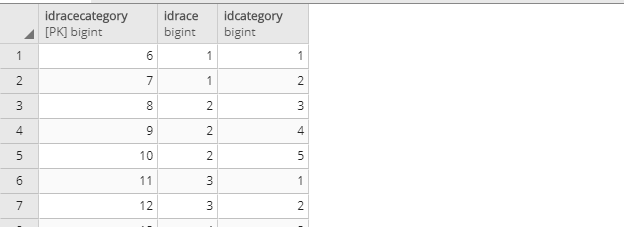 idracecategory idrace idcategory
[PK] bigint bigint bigint
1 6 1 1
2 7 1 2
3 8 2 3
4 9 2 4
5 10 2 5
6 11 3 1
7 12 3 2